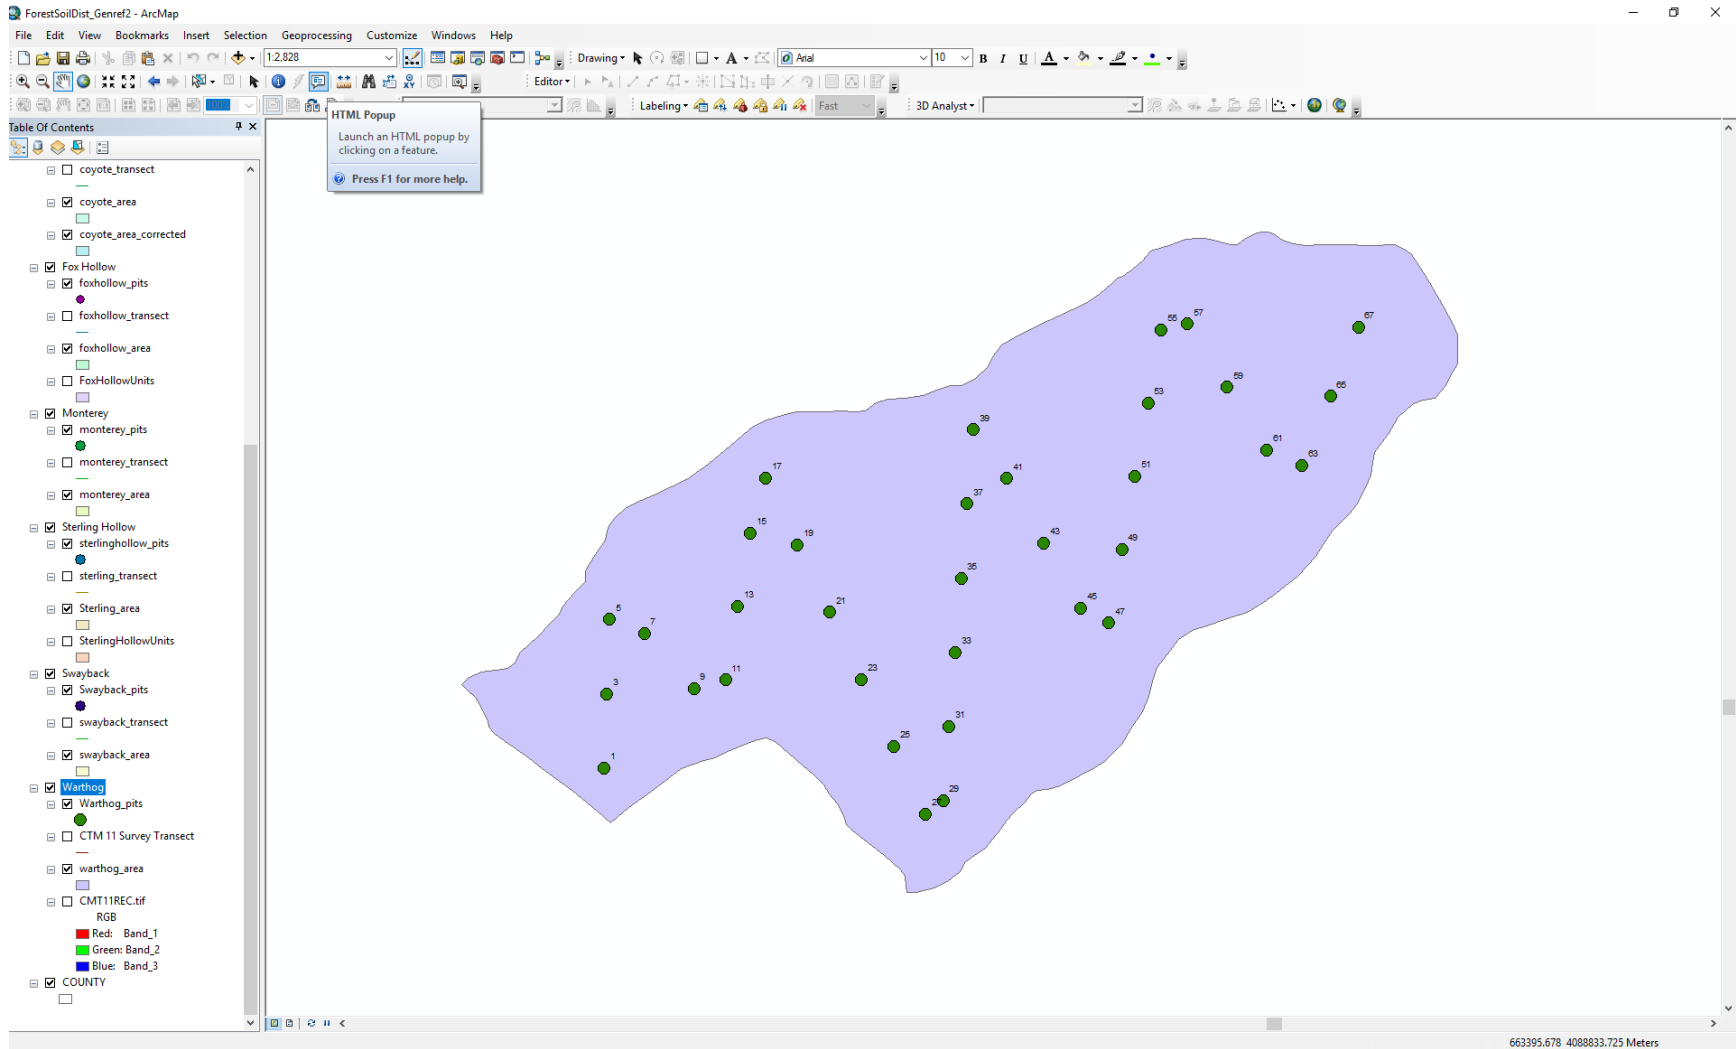 ForestSoilDist_Genref2 - ArcMap
File Edit View Bookmarks Insert Selection Geoprocessing Customize Windows Help
1:2,828 Drawing Arial 10 B I U A
Editor
Labeling Fast 3D Analyst
HTML Popup
Launch an HTML popup by
clicking on a feature.
Press F1 for more help.
Table Of Contents
coyote_transect
coyote_area
coyote_area_corrected
Fox Hollow
foxhollow_pits
foxhollow_transect
foxhollow_area
FoxHollowUnits
Monterey
monterey_pits
monterey_transect
monterey_area
Sterling Hollow
sterlinghollow_pits
sterling_transect
Sterling_area
SterlingHollowUnits
Swayback
Swayback_pits
swayback_transect
swayback_area
Warthog
Warthog_pits
CTM 11 Survey Transect
warthog_area
CMT11REC.tif
RGB
Red: Band_1
Green: Band_2
Blue: Band_3
COUNTY
55 57 67
59 65
53
39
61 63
51
41
17
37
15 19
43 49
35
13 21
45 47
5 7
33
11 23
9
3
31
25
1
29
27
663395.678 4088833.725 Meters